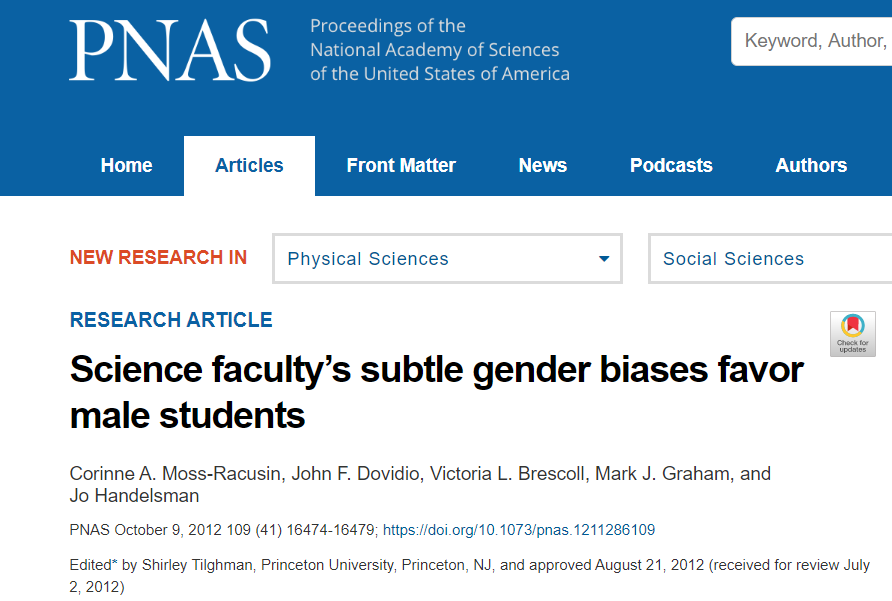 PNAS
Proceedings of the
National Academy of Sciences
of the United States of America
Keyword, Author,
Home
Articles
Front Matter
News
Podcasts
Authors
NEW RESEARCH IN
Physical Sciences
Social Sciences
RESEARCH ARTICLE
Check for
updates
Science faculty’s subtle gender biases favor
male students
Corinne A. Moss-Racusin, John F. Dovidio, Victoria L. Brescoll, Mark J. Graham, and
Jo Handelsman
PNAS October 9, 2012 109 (41) 16474-16479; https://doi.org/10.1073/pnas.1211286109
Edited* by Shirley Tilghman, Princeton University, Princeton, NJ, and approved August 21, 2012 (received for review July
2, 2012)